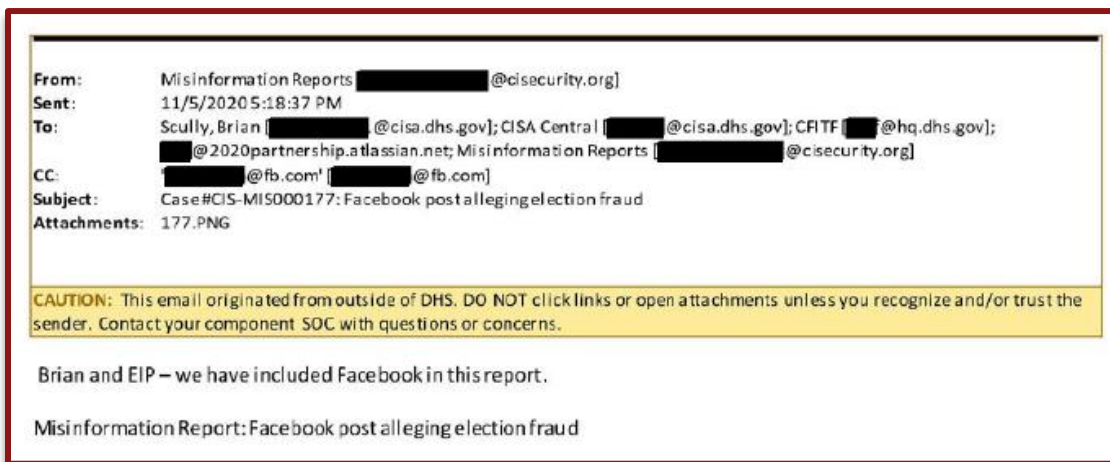 From: Misinformation Reports @cisecurity.org]
Sent: 11/5/2020 5:18:37 PM
To: Scully, Brian [ @cisa.dhs.gov]; CISA Central [ @cisa.dhs.gov]; CFITF [ @hq.dhs.gov];
@2020partnership.atlassian.net; Misinformation Reports [ @cisecurity.org]
CC: ' @fb.com' [ @fb.com]
Subject: Case #CIS-MIS000177: Facebook post alleging election fraud
Attachments: 177.PNG
CAUTION: This email originated from outside of DHS. DO NOT click links or open attachments unless you recognize and/or trust the
sender. Contact your component SOC with questions or concerns.
Brian and EIP – we have included Facebook in this report.
Misinformation Report: Facebook post alleging election fraud